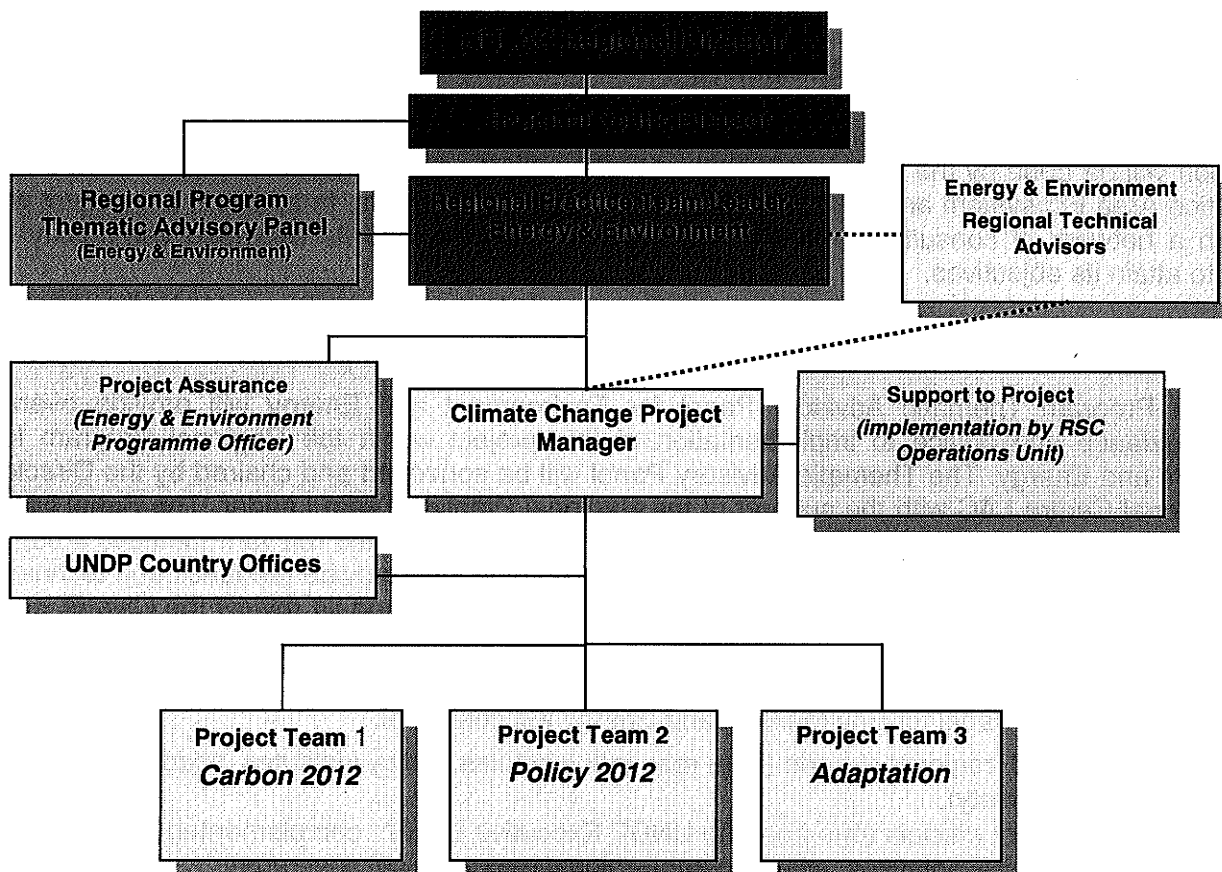 Regional Program
Thematic Advisory Panel
(Energy & Environment)
Regional Practice Team Leader
Energy & Environment
Energy & Environment
Regional Technical
Advisors
Project Assurance
(Energy & Environment
Programme Officer)
Climate Change Project
Manager
Support to Project
(implementation by RSC
Operations Unit)
UNDP Country Offices
Project Team 1
Carbon 2012
Project Team 2
Policy 2012
Project Team 3
Adaptation